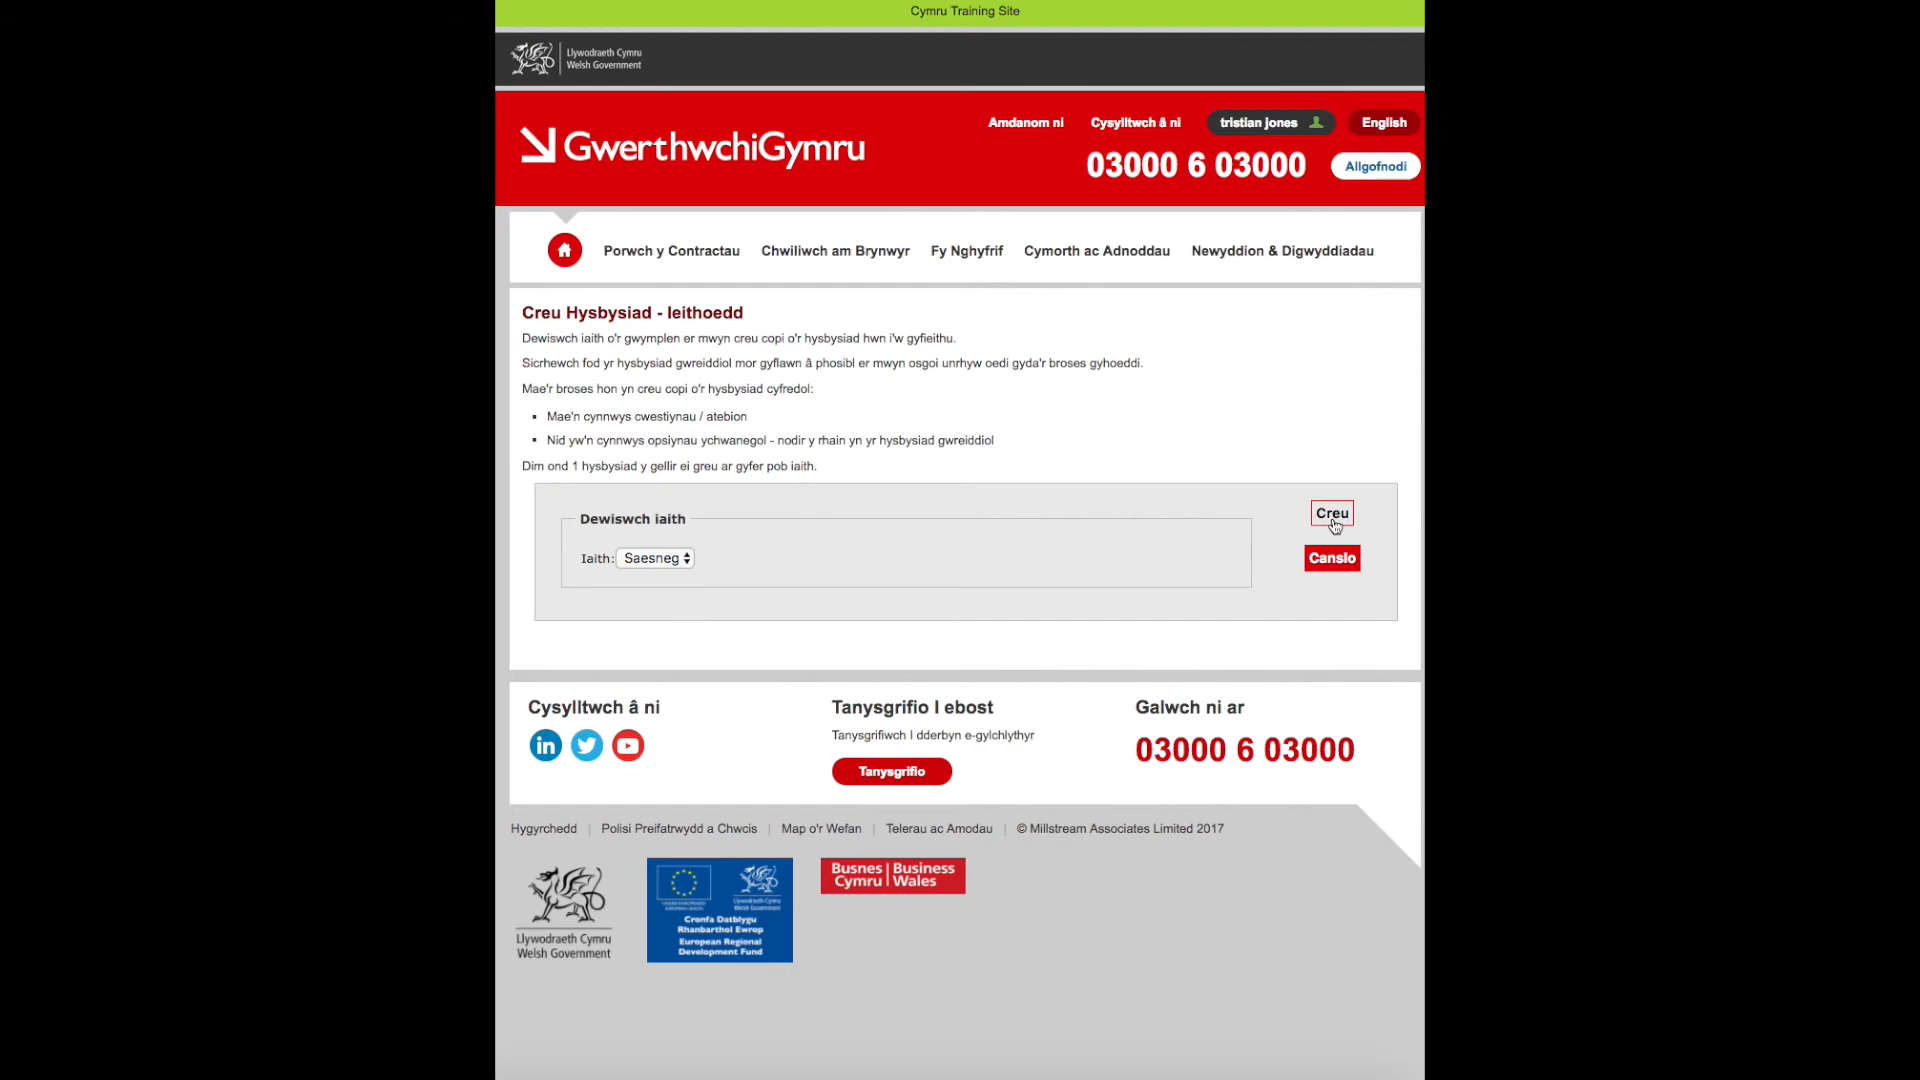 Cymru Training Site
Llywodraeth Cymru
Welsh Government
Amdanom ni
Cysylltwch â ni
tristian jones
English
GwerthwchiGymru
03000 6 03000
Allgofnodi
Porwch y Contractau
Chwiliwch am Brynwyr
Fy Nghyfrif
Cymorth ac Adnoddau
Newyddion & Digwyddiadau
Creu Hysbysiad - Ieithoedd
Dewiswch iaith o'r gwymplen er mwyn creu copi o'r hysbysiad hwn i'w gyfieithu.
Sicrhewch fod yr hysbysiad gwreiddiol mor gyflawn â phosibl er mwyn osgoi unrhyw oedi gyda'r broses gyhoeddi.
Mae'r broses hon yn creu copi o'r hysbysiad cyfredol:
Mae'n cynnwys cwestiynau / atebion
Nid yw'n cynnwys opsiynau ychwanegol - nodir y rhain yn yr hysbysiad gwreiddiol
Dim ond 1 hysbysiad y gellir ei greu ar gyfer pob iaith.
Dewiswch iaith
Iaith: Saesneg
Creu
Canslo
Cysylltwch â ni
Tanysgrifio I ebost
Tanysgrifiwch I dderbyn e-gylchlythyr
Tanysgrifio
Galwch ni ar
03000 6 03000
Hygyrchedd | Polisi Preifatrwydd a Chwcis | Map o'r Wefan | Telerau ac Amodau | © Millstream Associates Limited 2017
Llywodraeth Cymru
Welsh Government
Cronfa Datblygu
Rhanbarthol Ewrop
European Regional
Development Fund
Busnes | Business
Cymru | Wales